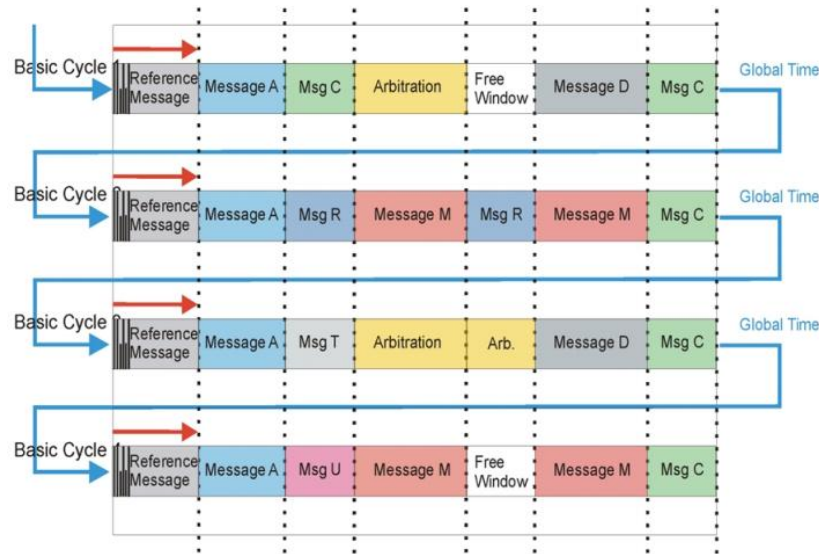 Basic Cycle
Reference
Message
Message A
Msg C
Arbitration
Free
Window
Message D
Msg C
Global Time
Basic Cycle
Reference
Message
Message A
Msg R
Message M
Msg R
Message M
Msg C
Global Time
Basic Cycle
Reference
Message
Message A
Msg T
Arbitration
Arb.
Message D
Msg C
Global Time
Basic Cycle
Reference
Message
Message A
Msg U
Message M
Free
Window
Message M
Msg C